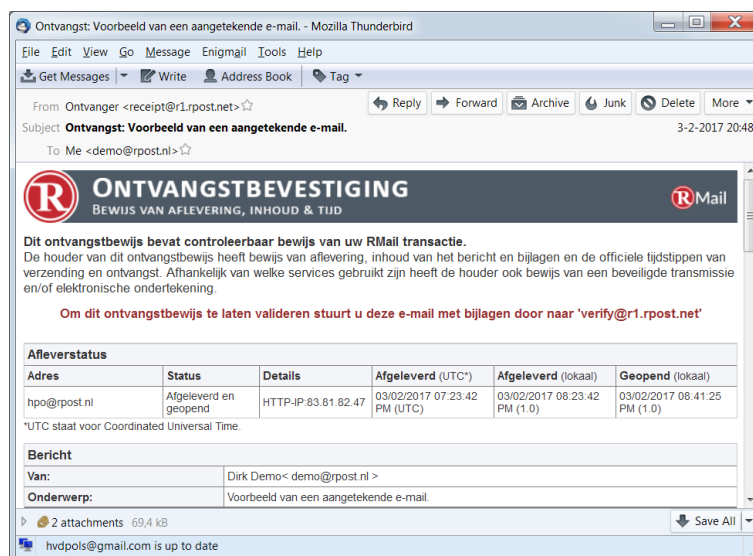 Ontvangst: Voorbeeld van een aangetekende e-mail. - Mozilla Thunderbird
File Edit View Go Message Enigmail Tools Help
Get Messages Write Address Book Tag
From Ontvanger <receipt@r1.rpost.net> Reply Forward Archive Junk Delete More
Subject Ontvangst: Voorbeeld van een aangetekende e-mail. 3-2-2017 20:48
To Me <demo@rpost.nl>
R ONTVANGSTBEVESTIGING R Mail
BEWIJS VAN AFLEVERING, INHOUD & TIJD
Dit ontvangstbewijs bevat controleerbaar bewijs van uw RMail transactie.
De houder van dit ontvangstbewijs heeft bewijs van aflevering, inhoud van het bericht en bijlagen en de officiele tijdstippen van
verzending en ontvangst. Afhankelijk van welke services gebruikt zijn heeft de houder ook bewijs van een beveiligde transmissie
en/of elektronische ondertekening.
Om dit ontvangstbewijs te laten valideren stuurt u deze e-mail met bijlagen door naar 'verify@r1.rpost.net'
Afleverstatus
Adres Status Details Afgeleverd (UTC*) Afgeleverd (lokaal) Geopend (lokaal)
hpo@rpost.nl Afgeleverd en geopend HTTP-IP:83.81.82.47 03/02/2017 07:23:42 PM (UTC) 03/02/2017 08:23:42 PM (1.0) 03/02/2017 08:41:25 PM (1.0)
*UTC staat voor Coordinated Universal Time.
Bericht
Van: Dirk Demo< demo@rpost.nl >
Onderwerp: Voorbeeld van een aangetekende e-mail.
2 attachments 69,4 kB Save All
hvdpols@gmail.com is up to date